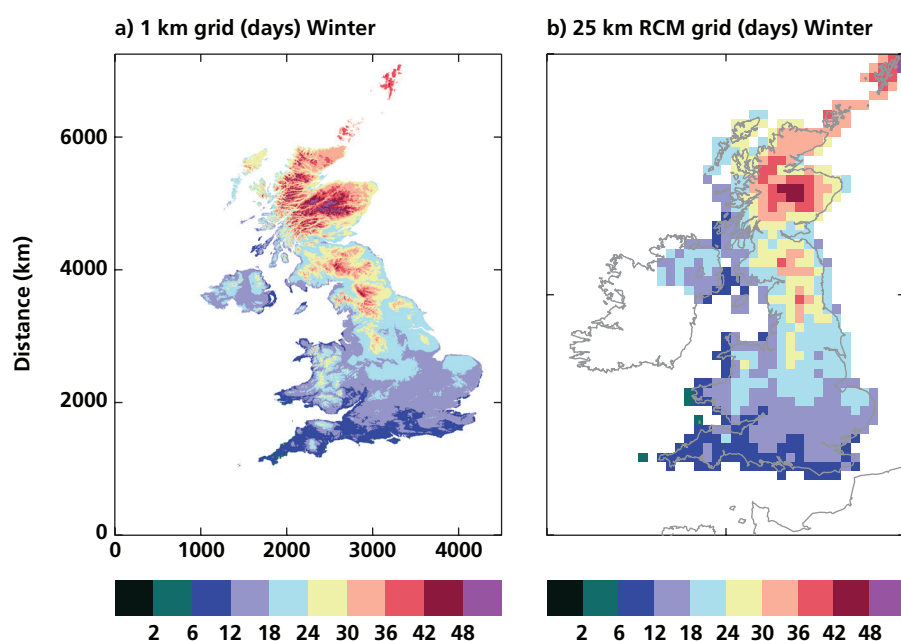 a) 1 km grid (days) Winter
b) 25 km RCM grid (days) Winter
Distance (km)
6000
4000
2000
0
0 1000 2000 3000 4000
2 6 12 18 24 30 36 42 48
2 6 12 18 24 30 36 42 48